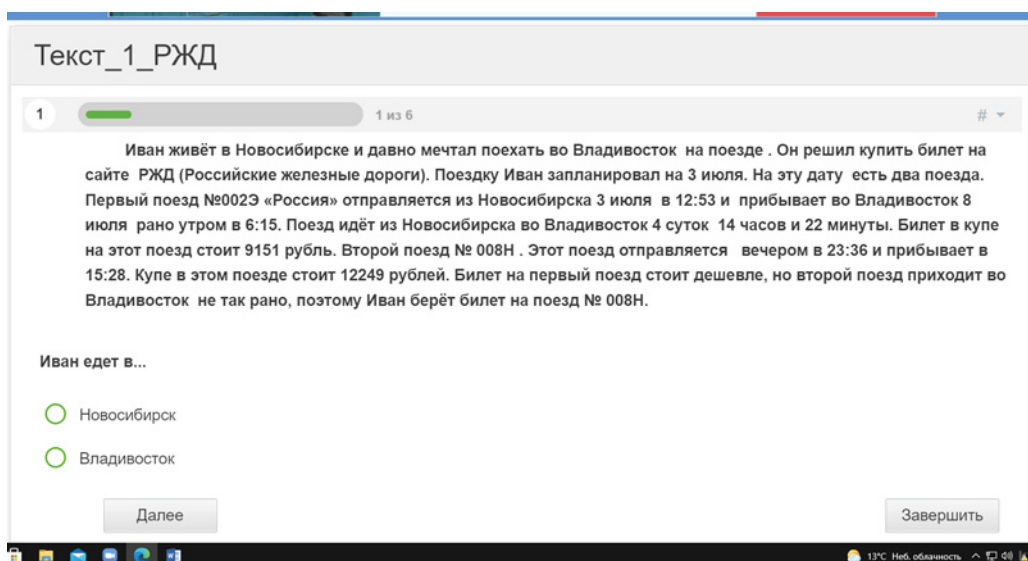 Текст_1_РЖД
1 1 из 6 #
Иван живёт в Новосибирске и давно мечтал поехать во Владивосток на поезде . Он решил купить билет на
сайте РЖД (Российские железные дороги). Поездку Иван запланировал на 3 июля. На эту дату есть два поезда.
Первый поезд №002Э «Россия» отправляется из Новосибирска 3 июля в 12:53 и прибывает во Владивосток 8
июля рано утром в 6:15. Поезд идёт из Новосибирска во Владивосток 4 суток 14 часов и 22 минуты. Билет в купе
на этот поезд стоит 9151 рубль. Второй поезд № 008Н . Этот поезд отправляется вечером в 23:36 и прибывает в
15:28. Купе в этом поезде стоит 12249 рублей. Билет на первый поезд стоит дешевле, но второй поезд приходит во
Владивосток не так рано, поэтому Иван берёт билет на поезд № 008Н.
Иван едет в...
Новосибирск
Владивосток
Далее Завершить
13°C Неб. облачность